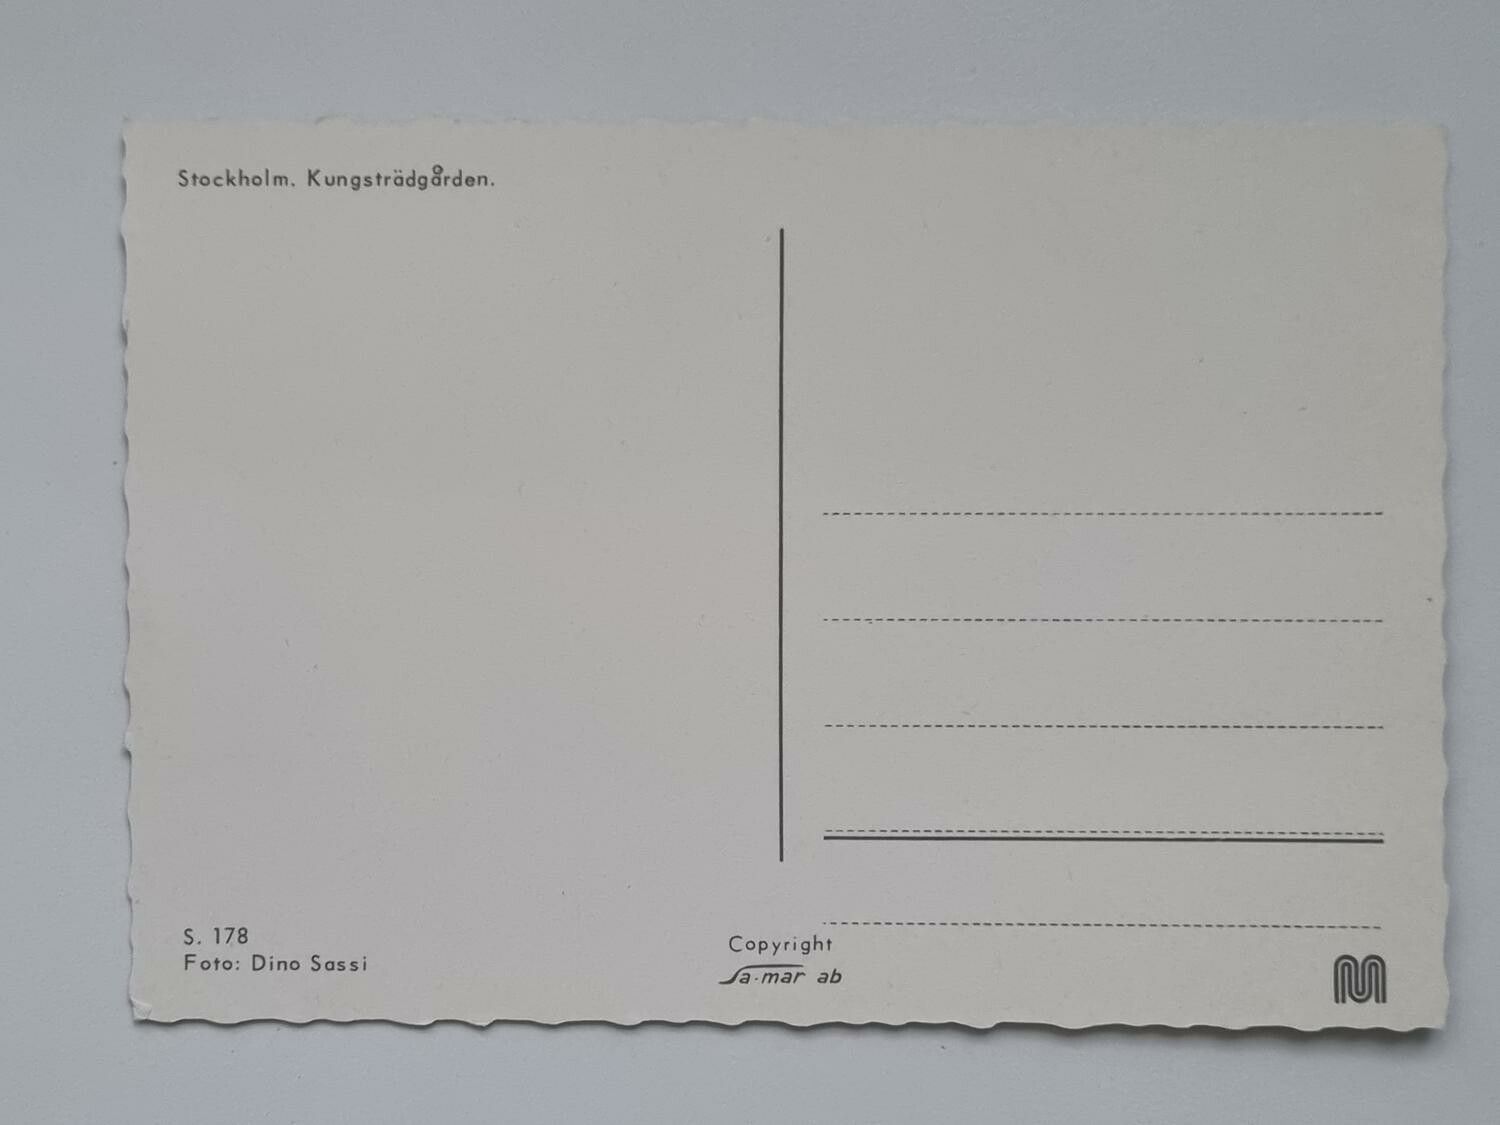 Stockholm. Kungsträdgården.
S. 178
Foto: Dino Sassi
Copyright
Sa-mar ab
M